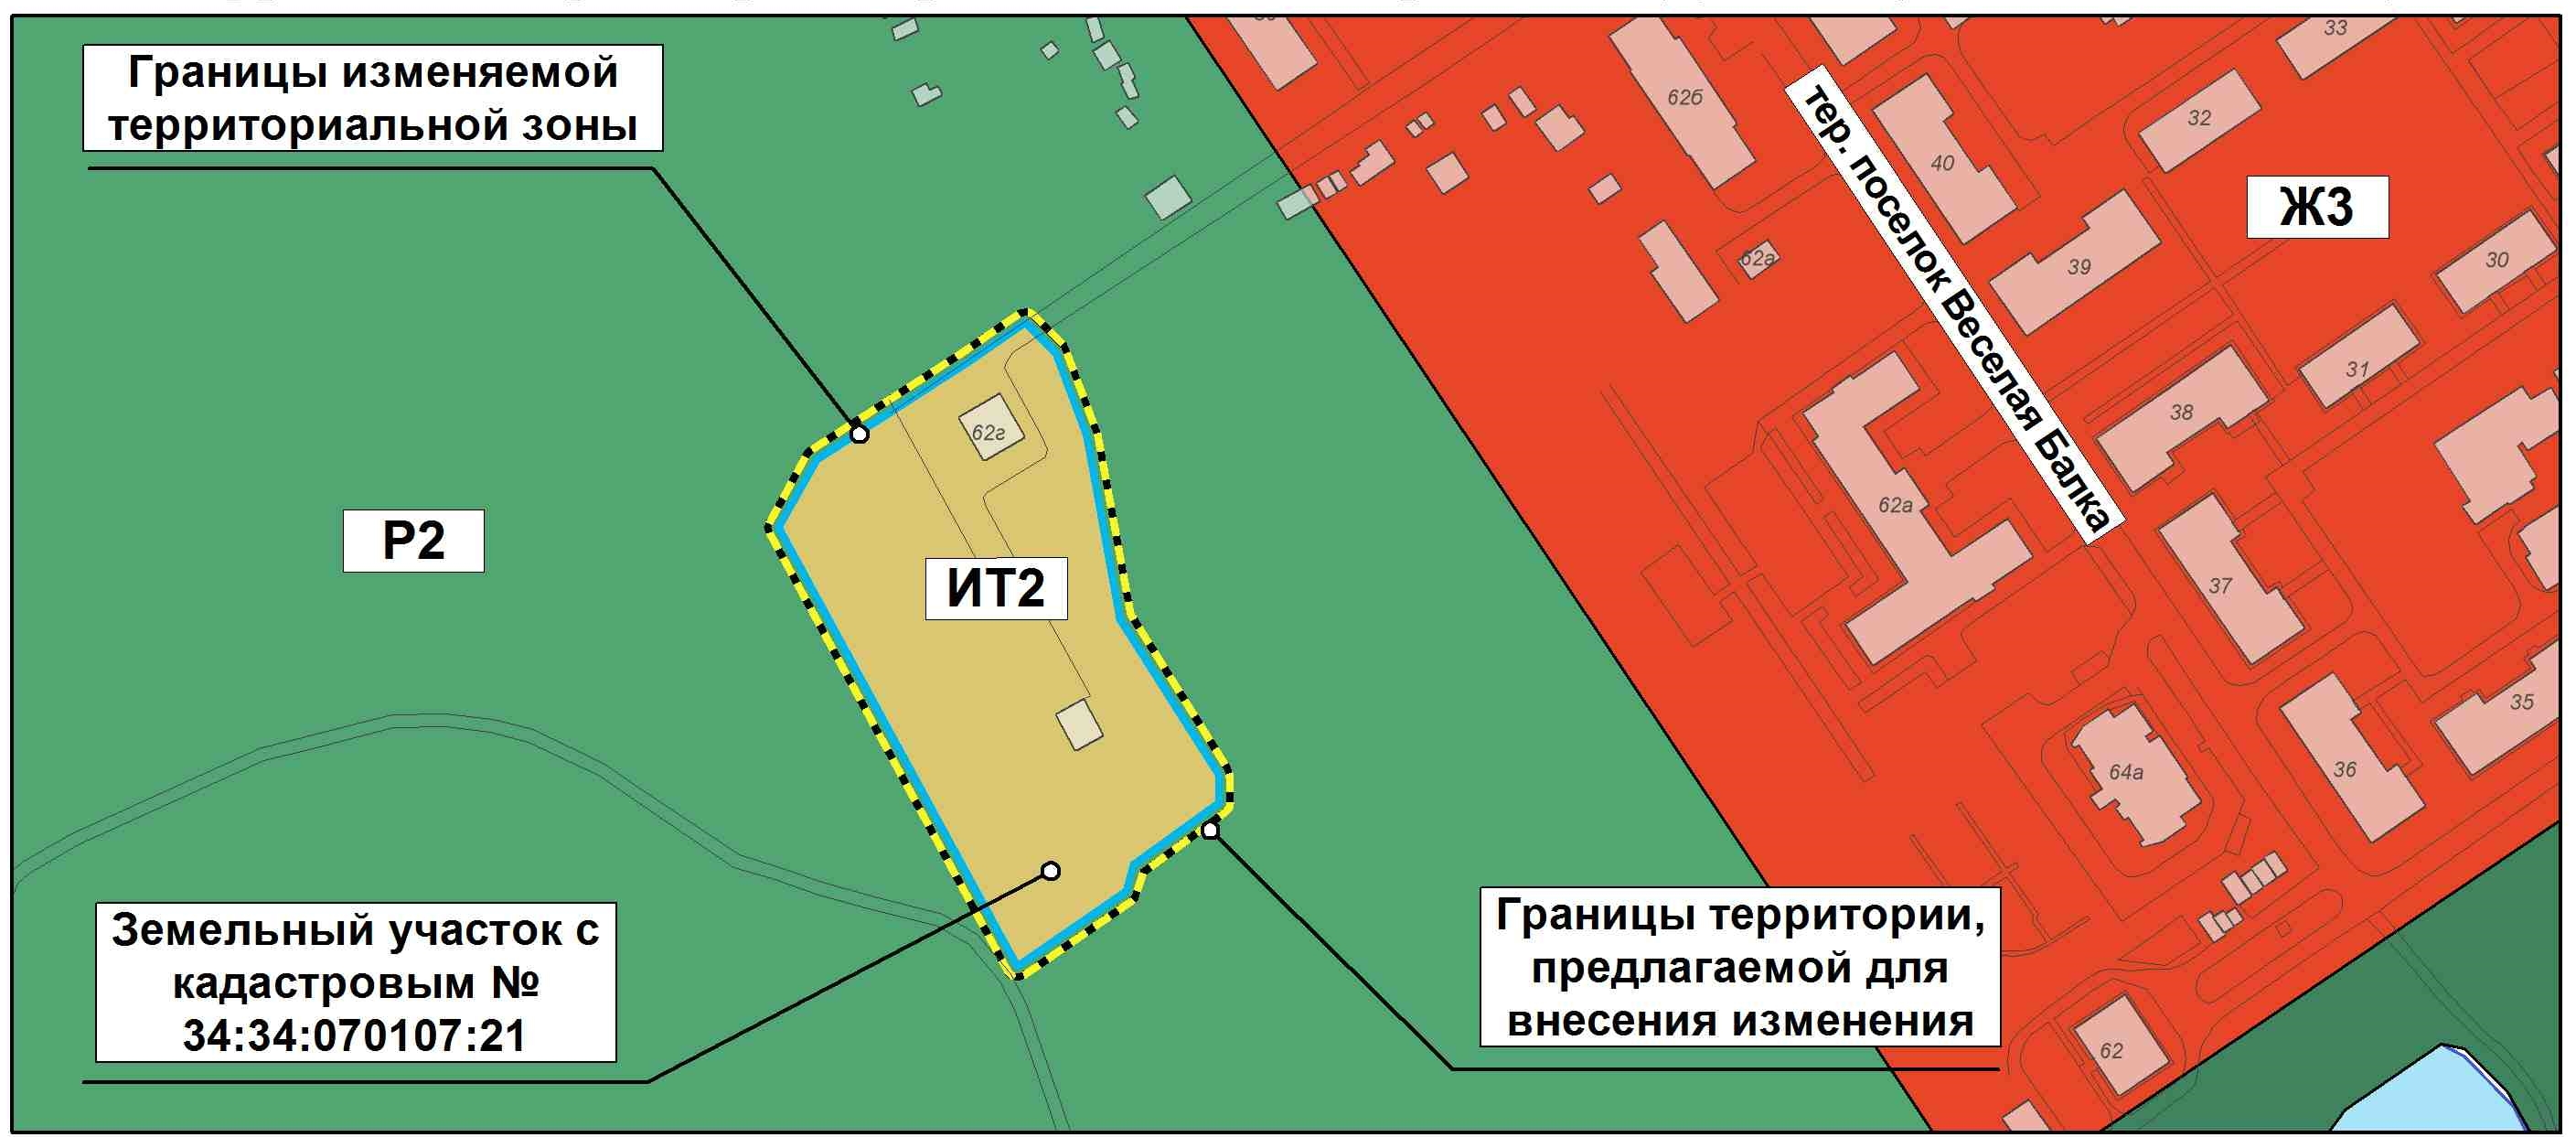 Границы изменяемой
территориальной зоны
33
62б
32
40
тер. поселок Веселая Балка
Ж3
62а
39
30
31
38
62г
62а
Р2
ИТ2
37
35
36
64а
Земельный участок с
кадастровым №
34:34:070107:21
Границы территории,
предлагаемой для
внесения изменения
62